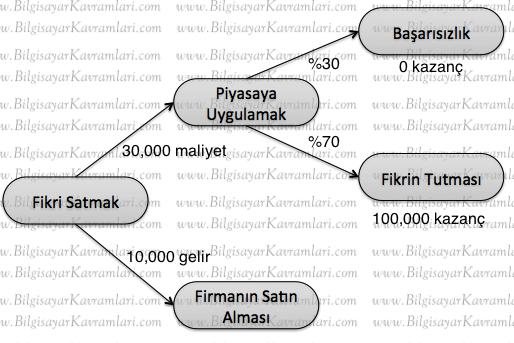 www.BilgisayarKavramlari.com
Başarısızlık
0 kazanç
%30
Piyasaya
Uygulamak
%70
30,000 maliyet
Fikrin Tutması
100,000 kazanç
Fikri Satmak
10,000 gelir
Firmanın Satın
Alması